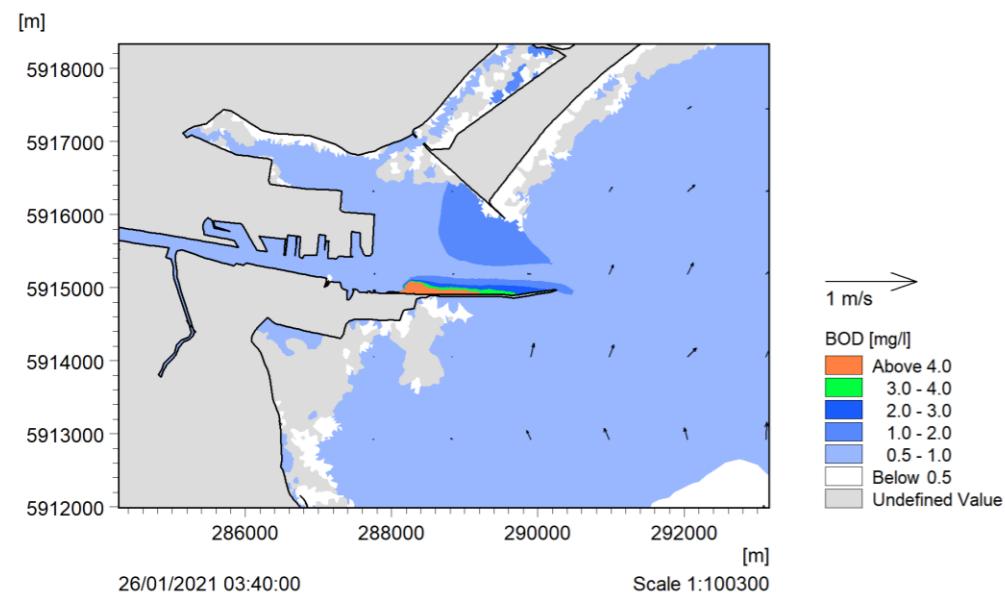 [m]
5918000
5917000
5916000
5915000
5914000
5913000
5912000
286000 288000 290000 292000
[m]
26/01/2021 03:40:00 Scale 1:100300
1 m/s
BOD [mg/l]
Above 4.0
3.0 - 4.0
2.0 - 3.0
1.0 - 2.0
0.5 - 1.0
Below 0.5
Undefined Value